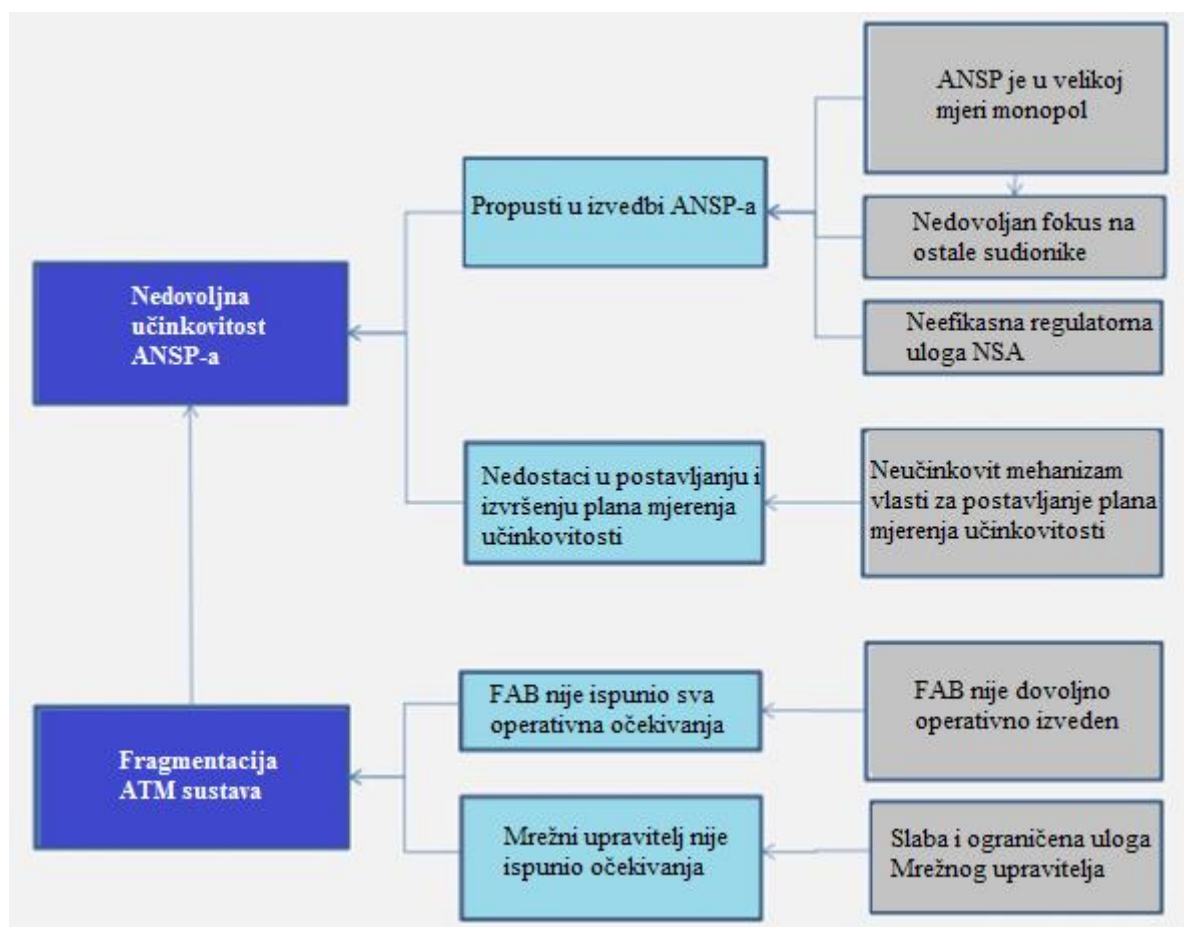 ANSP je u velikoj
mjeri monopol
Propusti u izvedbi ANSP-a
Nedovoljan fokus na
ostale sudionike
Nedovoljna
učinkovitost
ANSP-a
Neefikasna regulatorna
uloga NSA
Nedostaci u postavljanju i
izvršenju plana mjerenja
učinkovitosti
Neučinkovit mehanizam
vlasti za postavljanje plana
mjerenja učinkovitosti
FAB nije ispunio sva
operativna očekivanja
FAB nije dovoljno
operativno izveden
Fragmentacija
ATM sustava
Mrežni upravitelj nije
ispunio očekivanja
Slaba i ograničena uloga
Mrežnog upravitelja